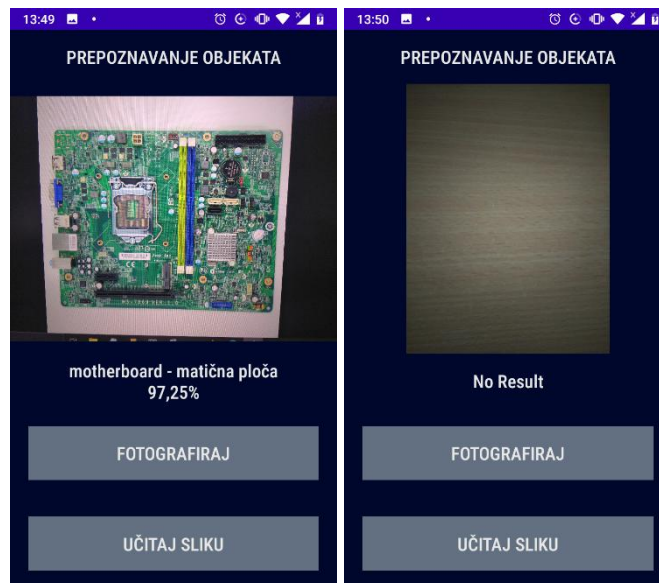 13:49
PREPOZNAVANJE OBJEKATA
motherboard - matična ploča
97,25%
FOTOGRAFIRAJ
UČITAJ SLIKU
13:50
PREPOZNAVANJE OBJEKATA
No Result
FOTOGRAFIRAJ
UČITAJ SLIKU